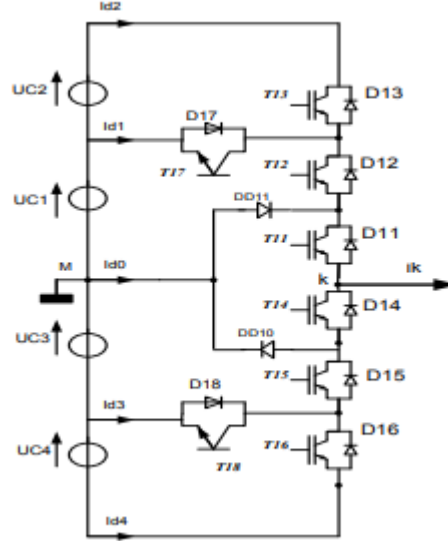 Id2
T13
D13
UC2
D17
Id1
T17
T12
D12
UC1
DD11
T11
D11
M
Id0
k
Ik
T14
D14
UC3
DD10
D18
T15
D15
Id3
T18
T16
D16
UC4
Id4